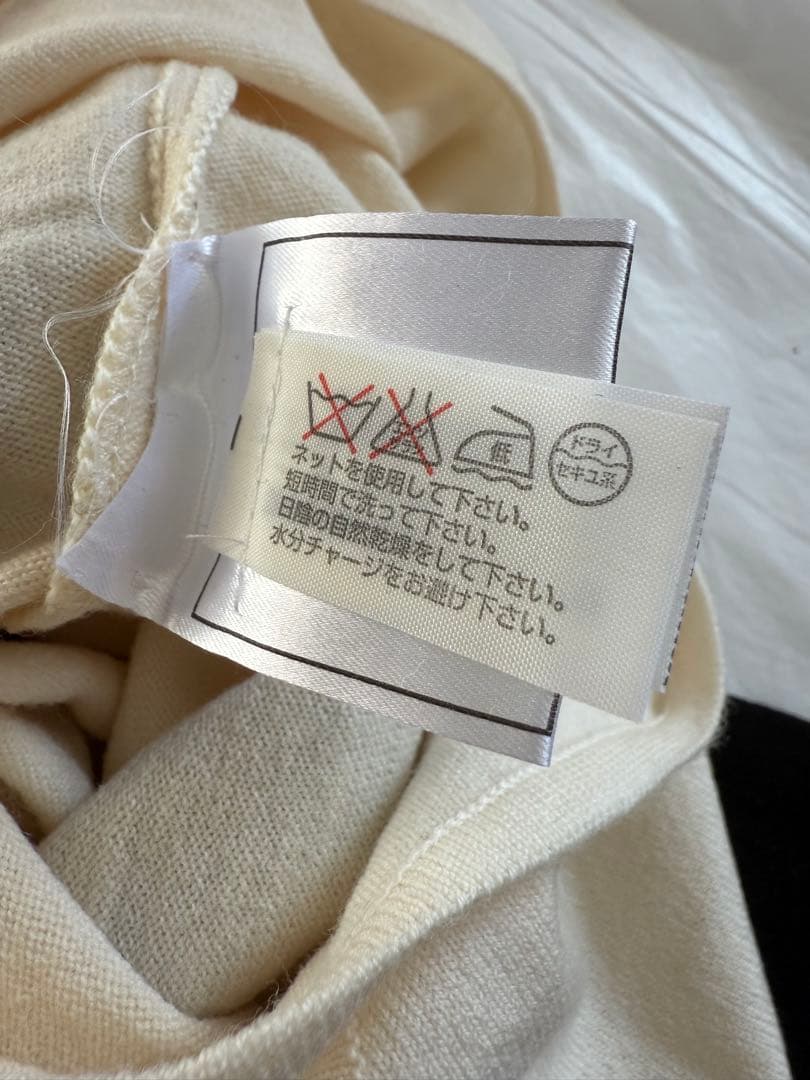 低
ドライ
セキユ系
ネットを使用して下さい。
短時間で洗って下さい。
日陰の自然乾燥をして下さい。
水分チャージをお避け下さい。